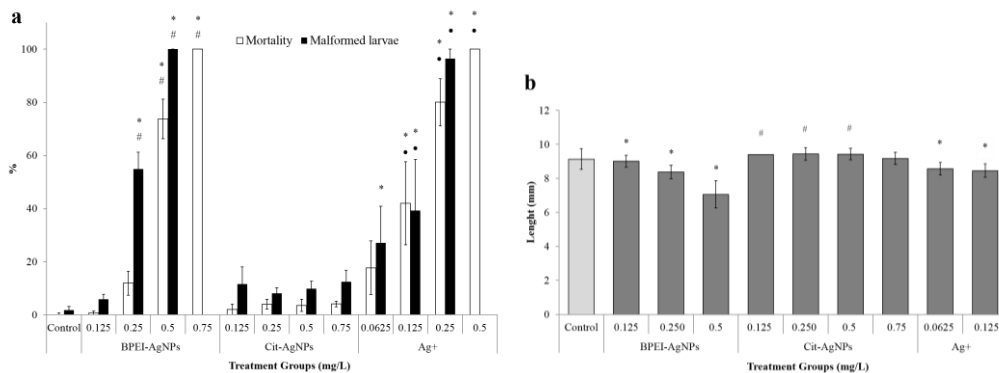 a
* * * *
# # • •
Mortality Malformed larvae
100
*
# *
•
80
*
#
* *
• •
60
%
40
*
20
0
Control 0.125 0.25 0.5 0.75 0.125 0.25 0.5 0.75 0.0625 0.125 0.25 0.5
BPEI-AgNPs Cit-AgNPs Ag+
Treatment Groups (mg/L)
b
12
# # #
10
* * * * *
8
6
Lenght (mm)
4
2
0
Control 0.125 0.250 0.5 0.125 0.250 0.5 0.75 0.0625 0.125
BPEI-AgNPs Cit-AgNPs Ag+
Treatment Groups (mg/L)